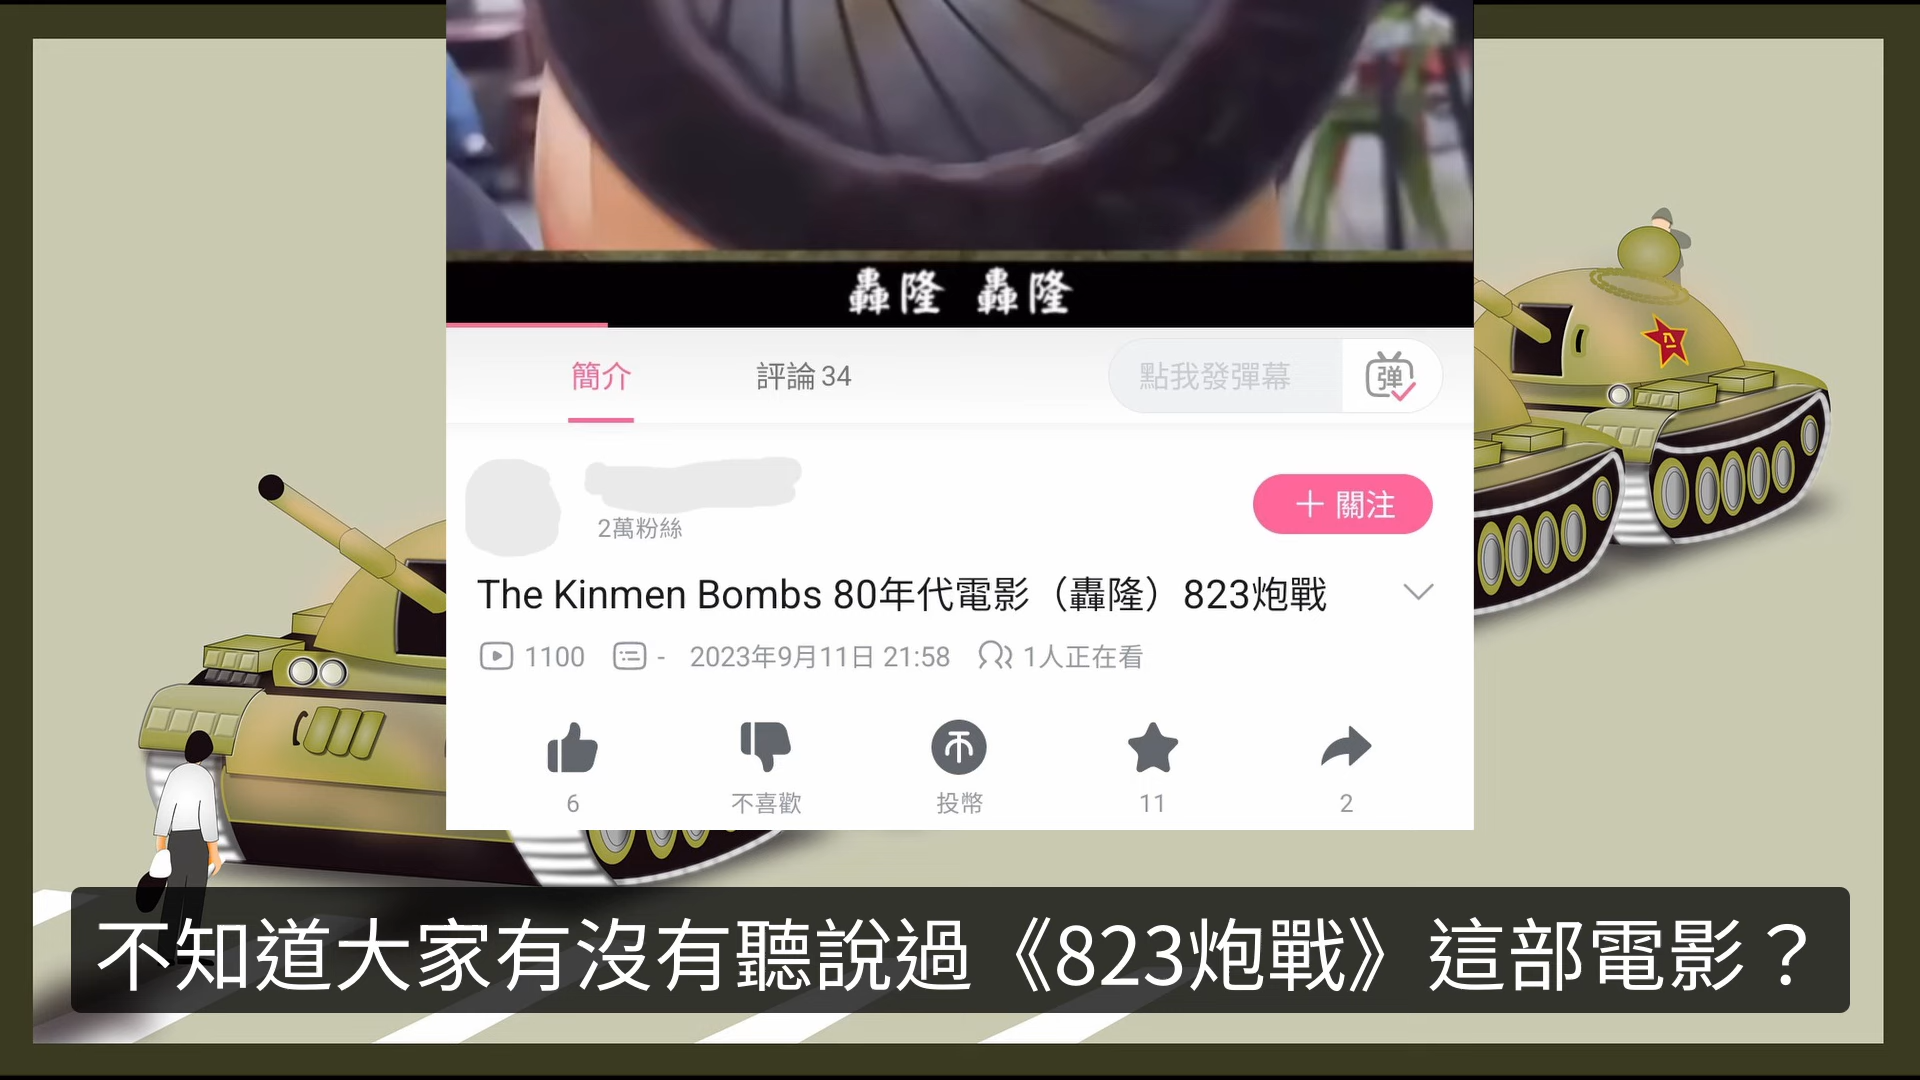 轟隆 轟隆
簡介
評論 34
點我發彈幕
弹
2萬粉絲
＋ 關注
The Kinmen Bombs 80年代電影（轟隆）823炮戰
1100 - 2023年9月11日 21:58 1人正在看
6 不喜歡 投幣 11 2
八一
不知道大家有沒有聽說過《823炮戰》這部電影？